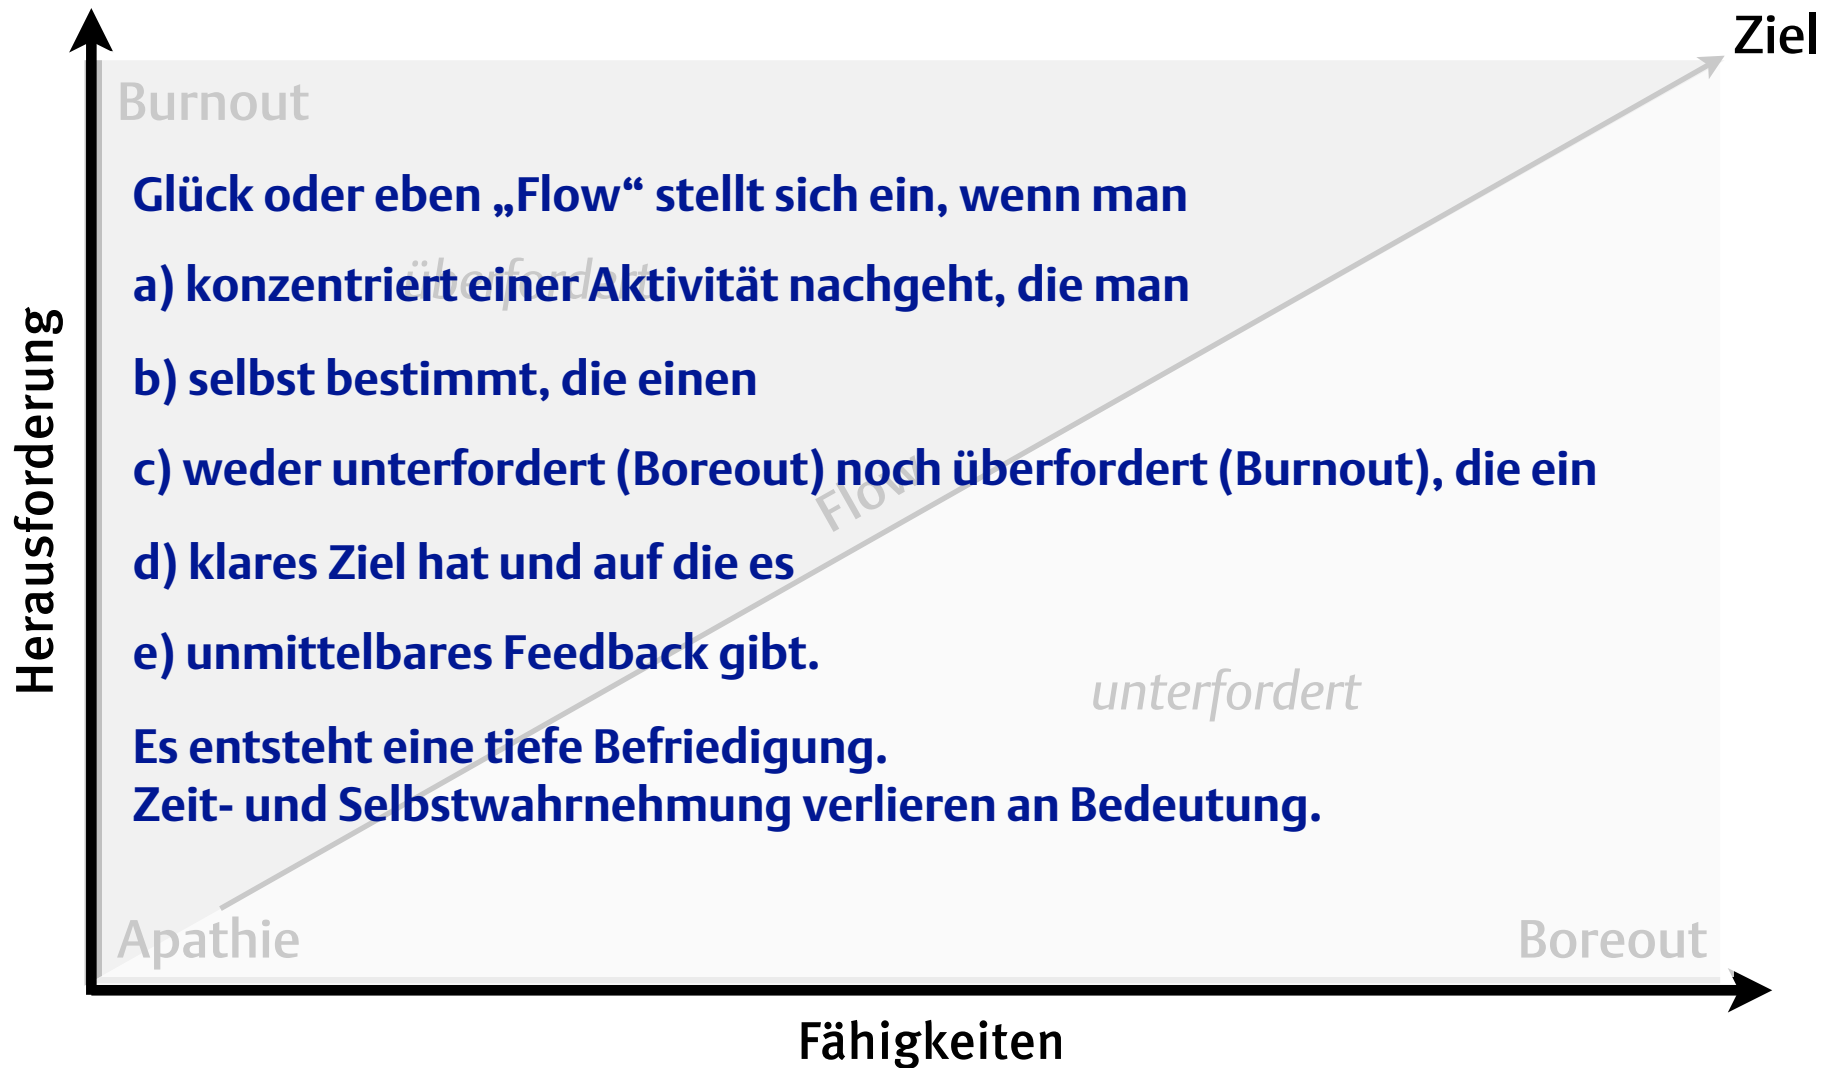 Ziel
Burnout
Glück oder eben „Flow“ stellt sich ein, wenn man
überfordert
a) konzentriert einer Aktivität nachgeht, die man
b) selbst bestimmt, die einen
c) weder unterfordert (Boreout) noch überfordert (Burnout), die ein
Flow
d) klares Ziel hat und auf die es
e) unmittelbares Feedback gibt.
unterfordert
Es entsteht eine tiefe Befriedigung.
Zeit- und Selbstwahrnehmung verlieren an Bedeutung.
Apathie
Boreout
Herausforderung
Fähigkeiten